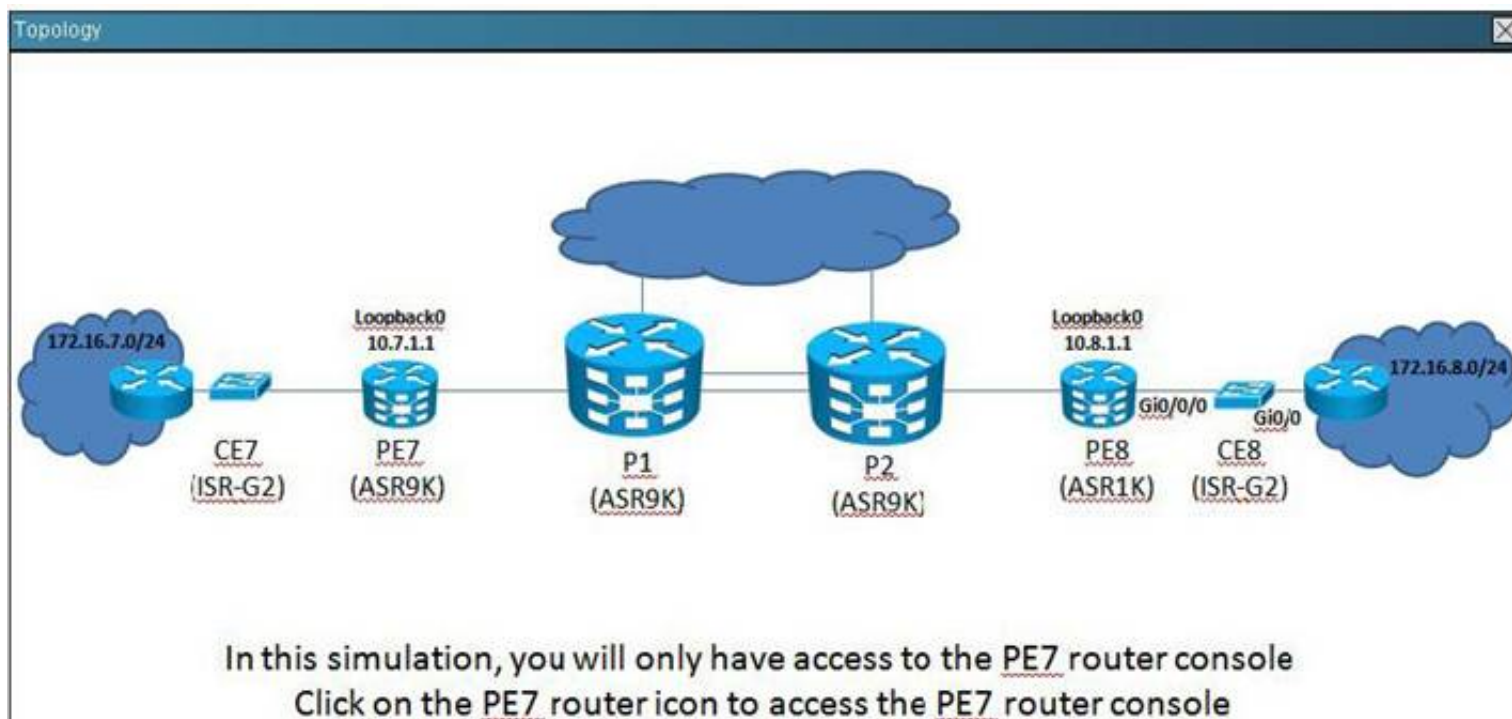 Topology
Loopback0
10.7.1.1
Loopback0
10.8.1.1
172.16.7.0/24
172.16.8.0/24
Gi0/0/0
Gi0/0
CE7
(ISR-G2)
PE7
(ASR9K)
P1
(ASR9K)
P2
(ASR9K)
PE8
(ASR1K)
CE8
(ISR-G2)
In this simulation, you will only have access to the PE7 router console
Click on the PE7 router icon to access the PE7 router console